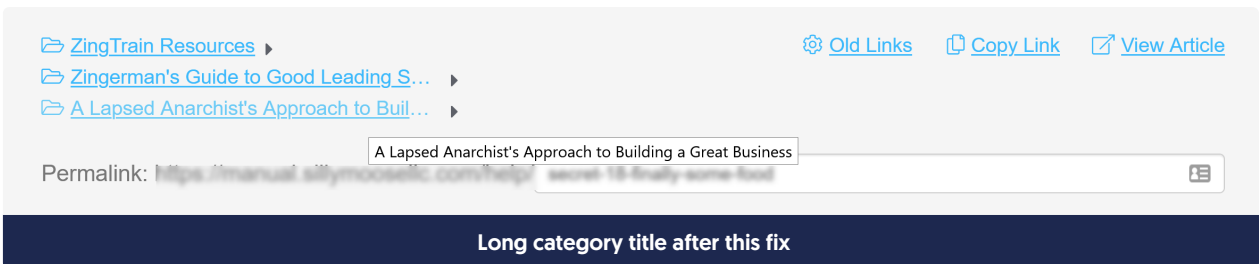 ZingTrain Resources
Old Links
Copy Link
View Article
Zingerman's Guide to Good Leading S...
A Lapsed Anarchist's Approach to Buil...
A Lapsed Anarchist's Approach to Building a Great Business
Permalink:
Long category title after this fix